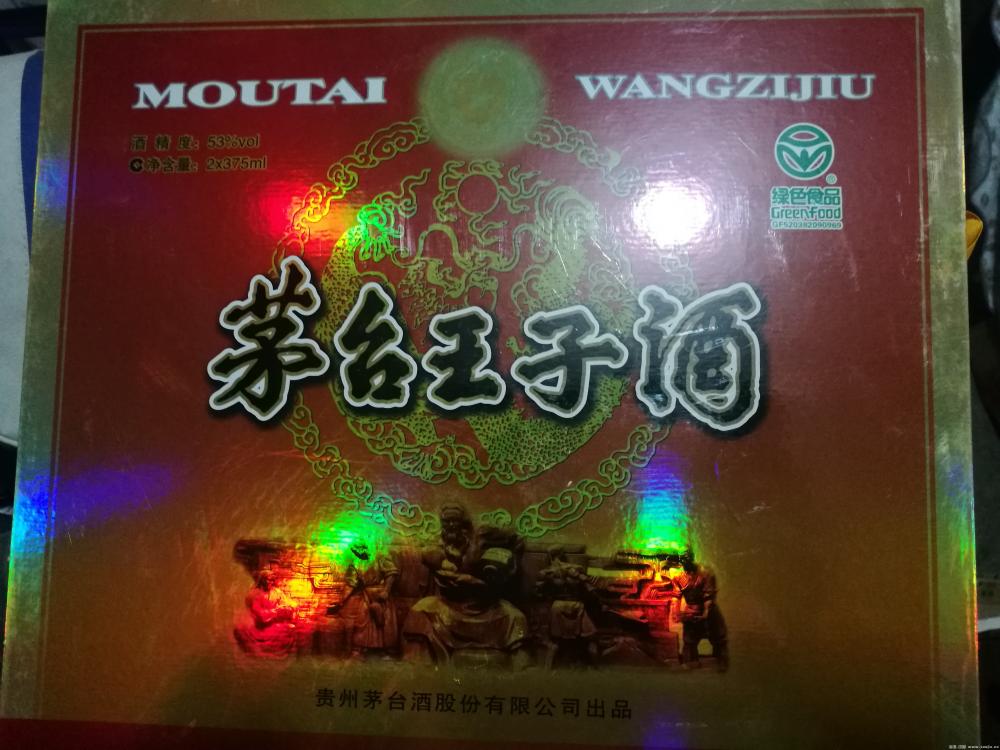 MOUTAI WANGZIJIU
酒精度: 53%vol
净含量: 2x375ml
绿色食品
GreenFood
茅台王子酒
贵州茅台酒股份有限公司出品